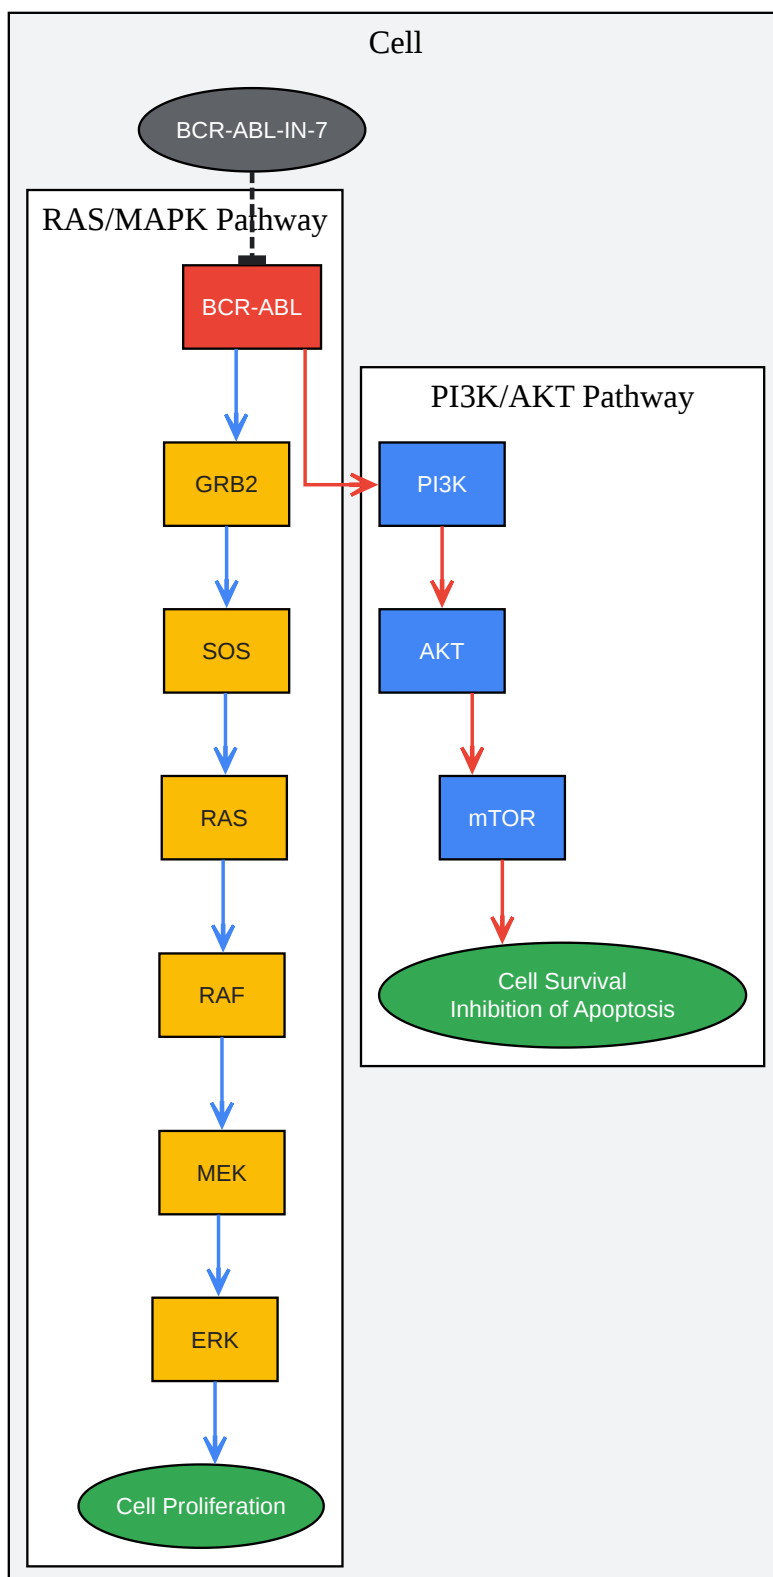 Cell
BCR-ABL-IN-7
RAS/MAPK Pathway
BCR-ABL
PI3K/AKT Pathway
GRB2
PI3K
SOS
AKT
RAS
mTOR
RAF
Cell Survival
Inhibition of Apoptosis
MEK
ERK
Cell Proliferation